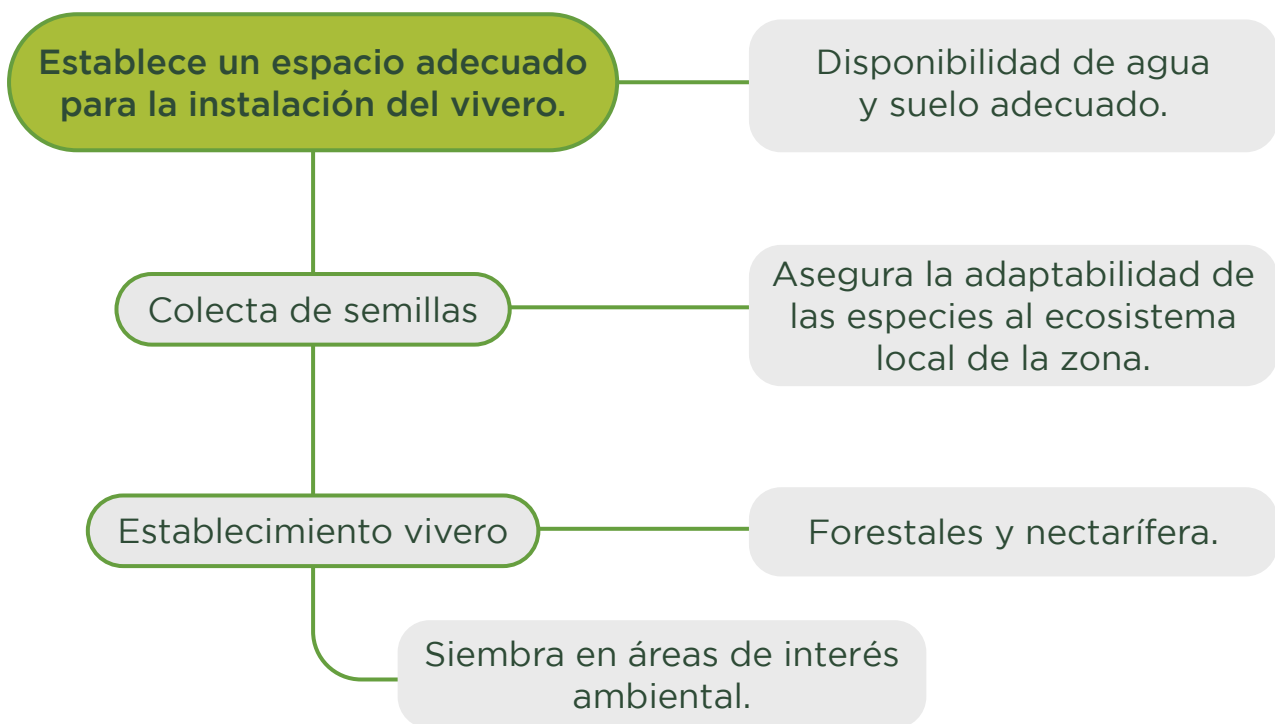 Establece un espacio adecuado
para la instalación del vivero.
Disponibilidad de agua
y suelo adecuado.
Colecta de semillas
Asegura la adaptabilidad de
las especies al ecosistema
local de la zona.
Establecimiento vivero
Forestales y nectarífera.
Siembra en áreas de interés
ambiental.